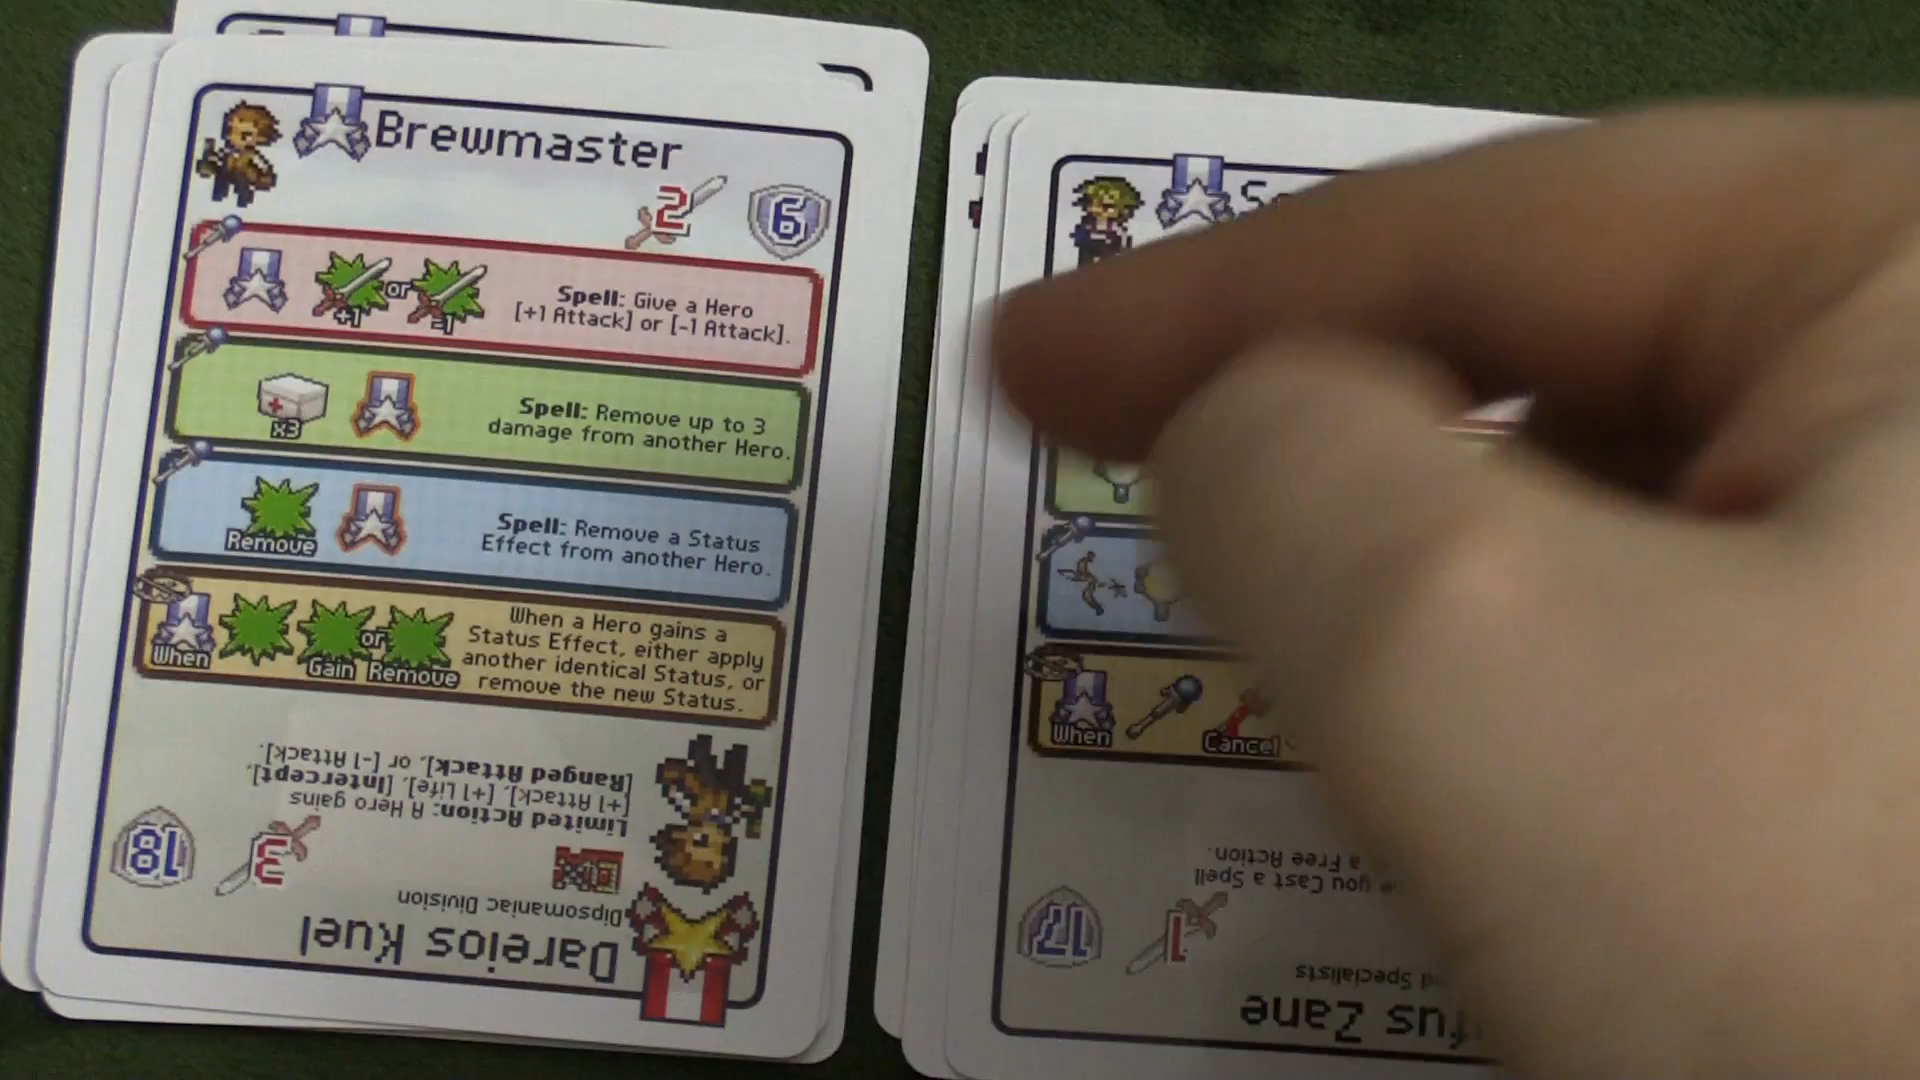 Brewmaster
2
6
+1
or
-1
Spell: Give a Hero
[+1 Attack] or [-1 Attack].
x3
Spell: Remove up to 3
damage from another Hero.
Remove
Spell: Remove a Status
Effect from another Hero.
When
Gain
or
Remove
When a Hero gains a
Status Effect, either apply
another identical Status, or
remove the new Status.
Dareios Kuel
Dipsomaniac Division
3
18
Limited Action: A Hero gains
[+1 Attack], [+1 Life], [Intercept],
[Ranged Attack], or [-1 Attack].
When
Cancel
Zane
Specialists
1
17
you Cast a Spell
a Free Action.